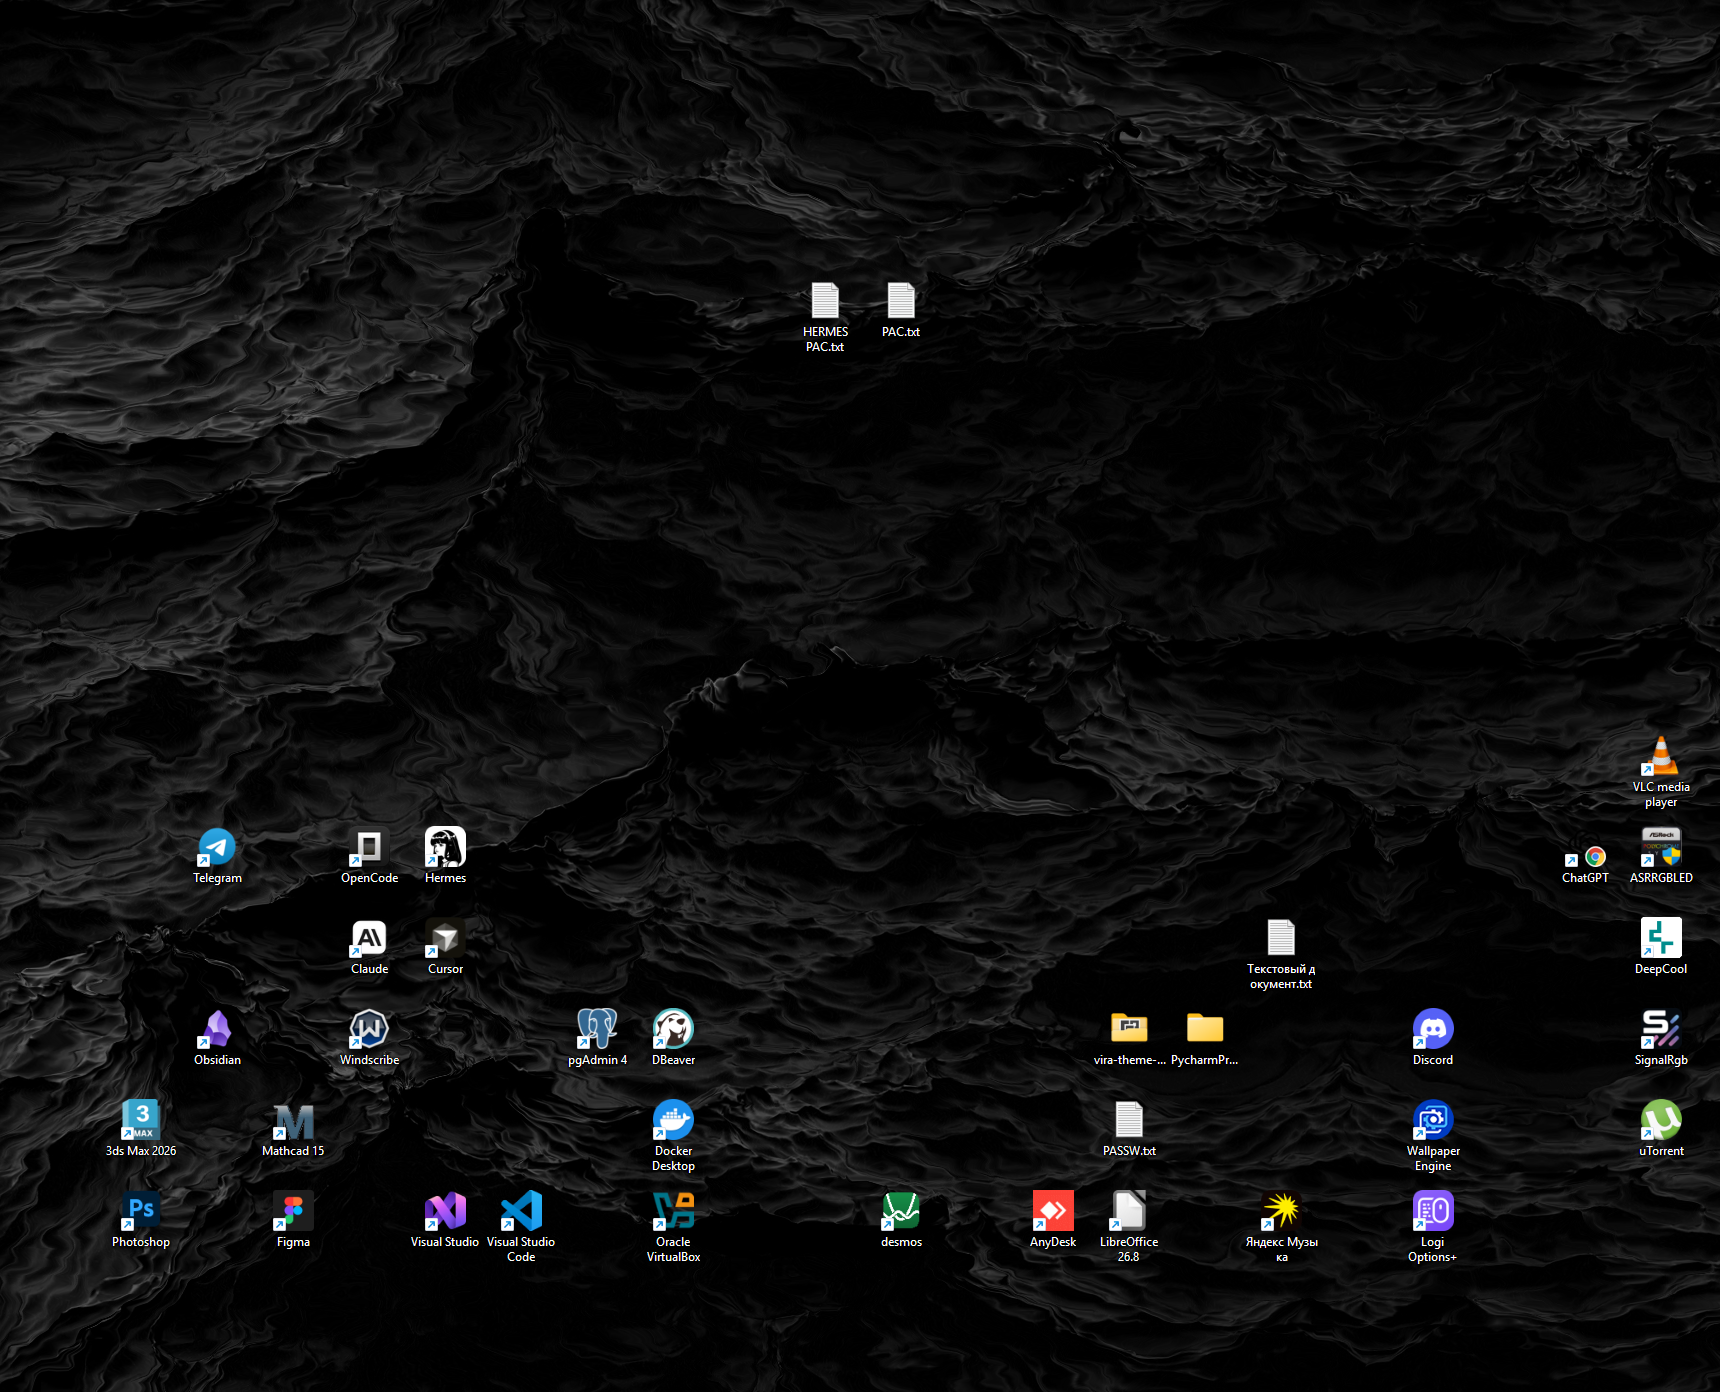 HERMES
PAC.txt
PAC.txt
VLC media
player
Telegram
OpenCode
Hermes
ChatGPT
ASRRGBLED
Claude
Cursor
Текстовый д
окумент.txt
DeepCool
Obsidian
Windscribe
pgAdmin 4
DBeaver
vira-theme-...
PycharmPr...
Discord
SignalRgb
3ds Max 2026
Mathcad 15
Docker
Desktop
PASSW.txt
Wallpaper
Engine
uTorrent
Photoshop
Figma
Visual Studio
Visual Studio
Code
Oracle
VirtualBox
desmos
AnyDesk
LibreOffice
26.8
Яндекс Музы
ка
Logi
Options+